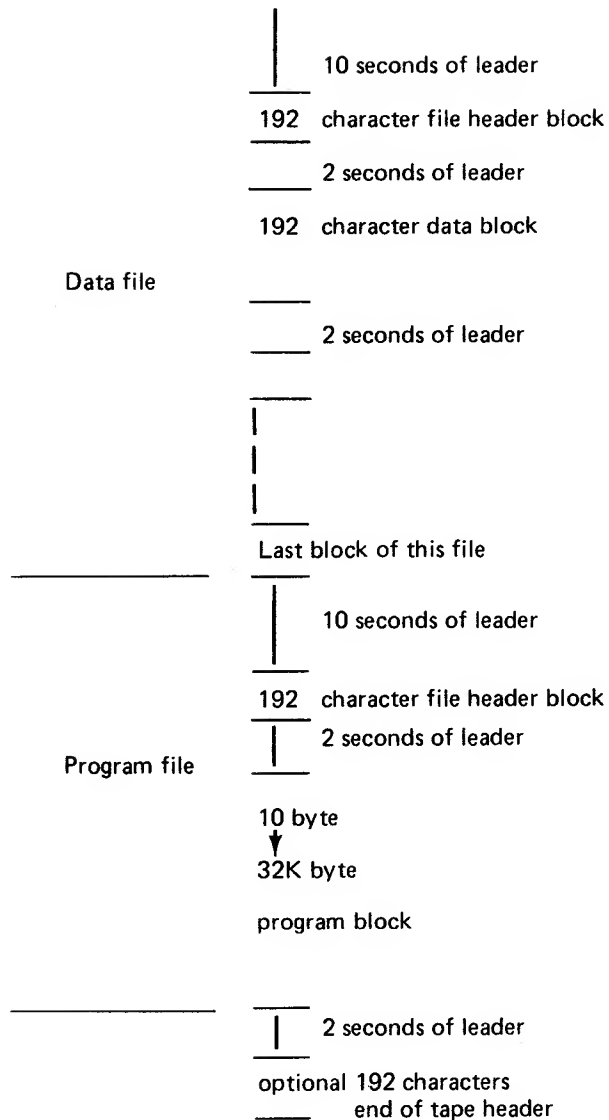 10 seconds of leader
192 character file header block
2 seconds of leader
192 character data block
Data file
2 seconds of leader
Last block of this file
10 seconds of leader
192 character file header block
2 seconds of leader
Program file
10 byte
32K byte
program block
2 seconds of leader
optional 192 characters
end of tape header